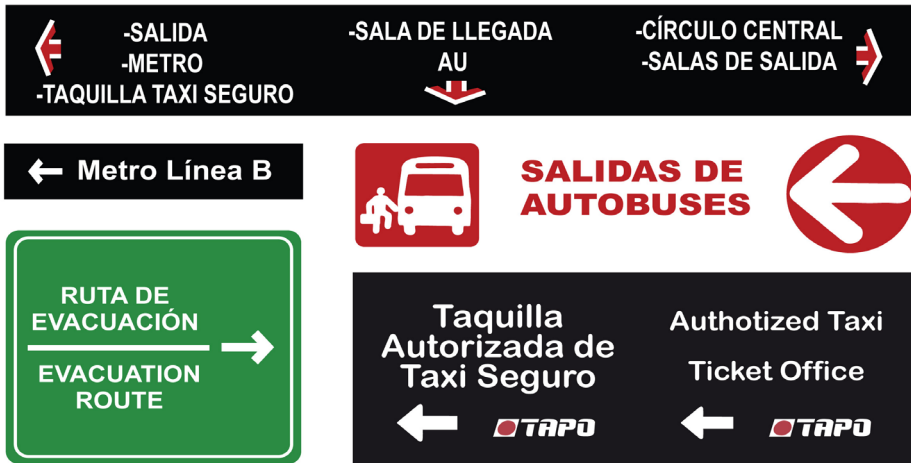 -SALIDA
-METRO
-TAQUILLA TAXI SEGURO
-SALA DE LLEGADA
AU
-CÍRCULO CENTRAL
-SALAS DE SALIDA
Metro Línea B
SALIDAS DE
AUTOBUSES
RUTA DE
EVACUACIÓN
EVACUATION
ROUTE
Taquilla
Autorizada de
Taxi Seguro
TAPO
Authotized Taxi
Ticket Office
TAPO